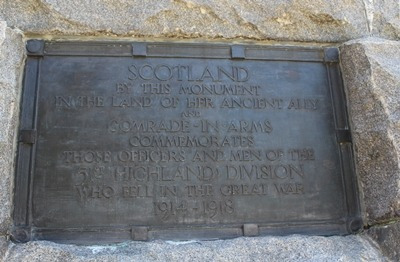 SCOTLAND
BY THIS MONUMENT
IN THE LAND OF HER ANCIENT ALLY
AND
COMRADE-IN ARMS
COMMEMORATES
THOSE OFFICERS AND MEN OF THE
51ST (HIGHLAND) DIVISION
WHO FELL IN THE GREAT WAR
1914-1918